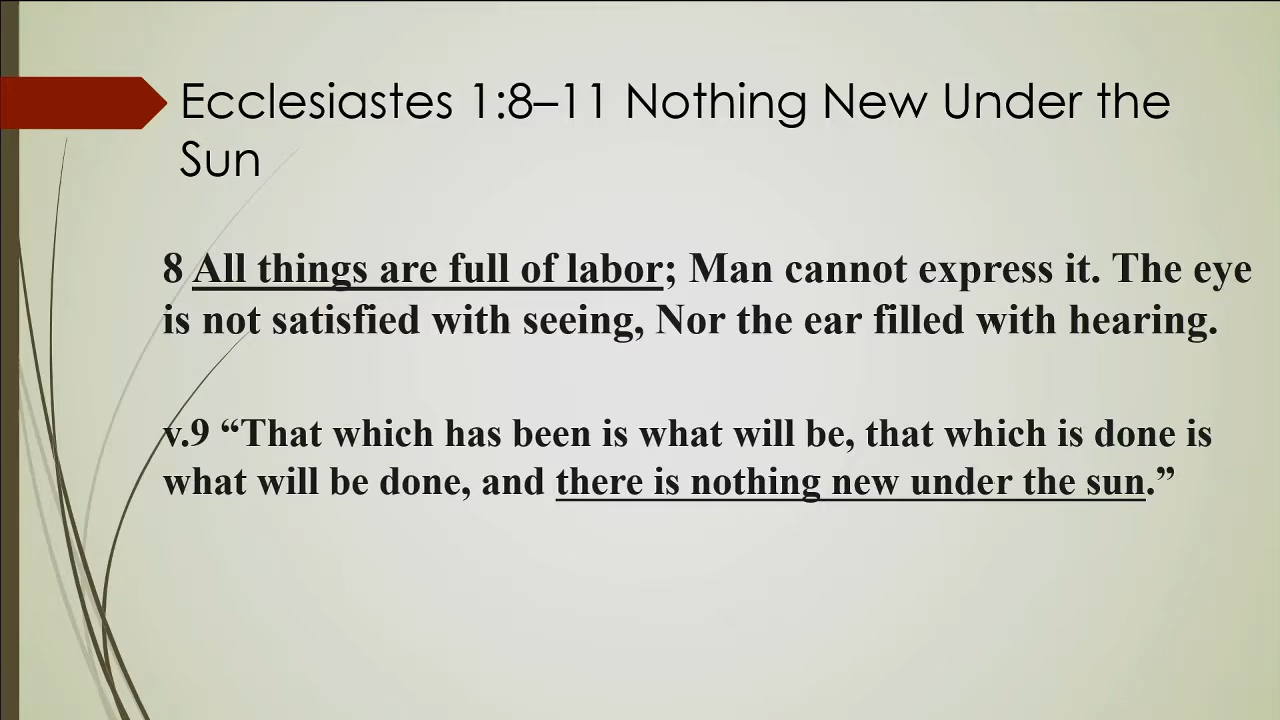 Ecclesiastes 1:8–11 Nothing New Under the
Sun
8 All things are full of labor; Man cannot express it. The eye
is not satisfied with seeing, Nor the ear filled with hearing.
v.9 “That which has been is what will be, that which is done is
what will be done, and there is nothing new under the sun.”